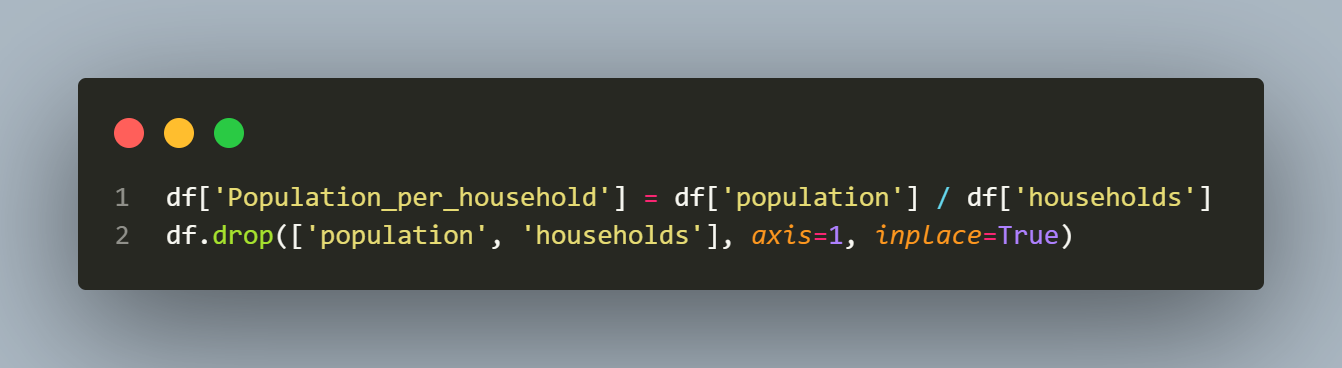 1 df['Population_per_household'] = df['population'] / df['households']
2 df.drop(['population', 'households'], axis=1, inplace=True)